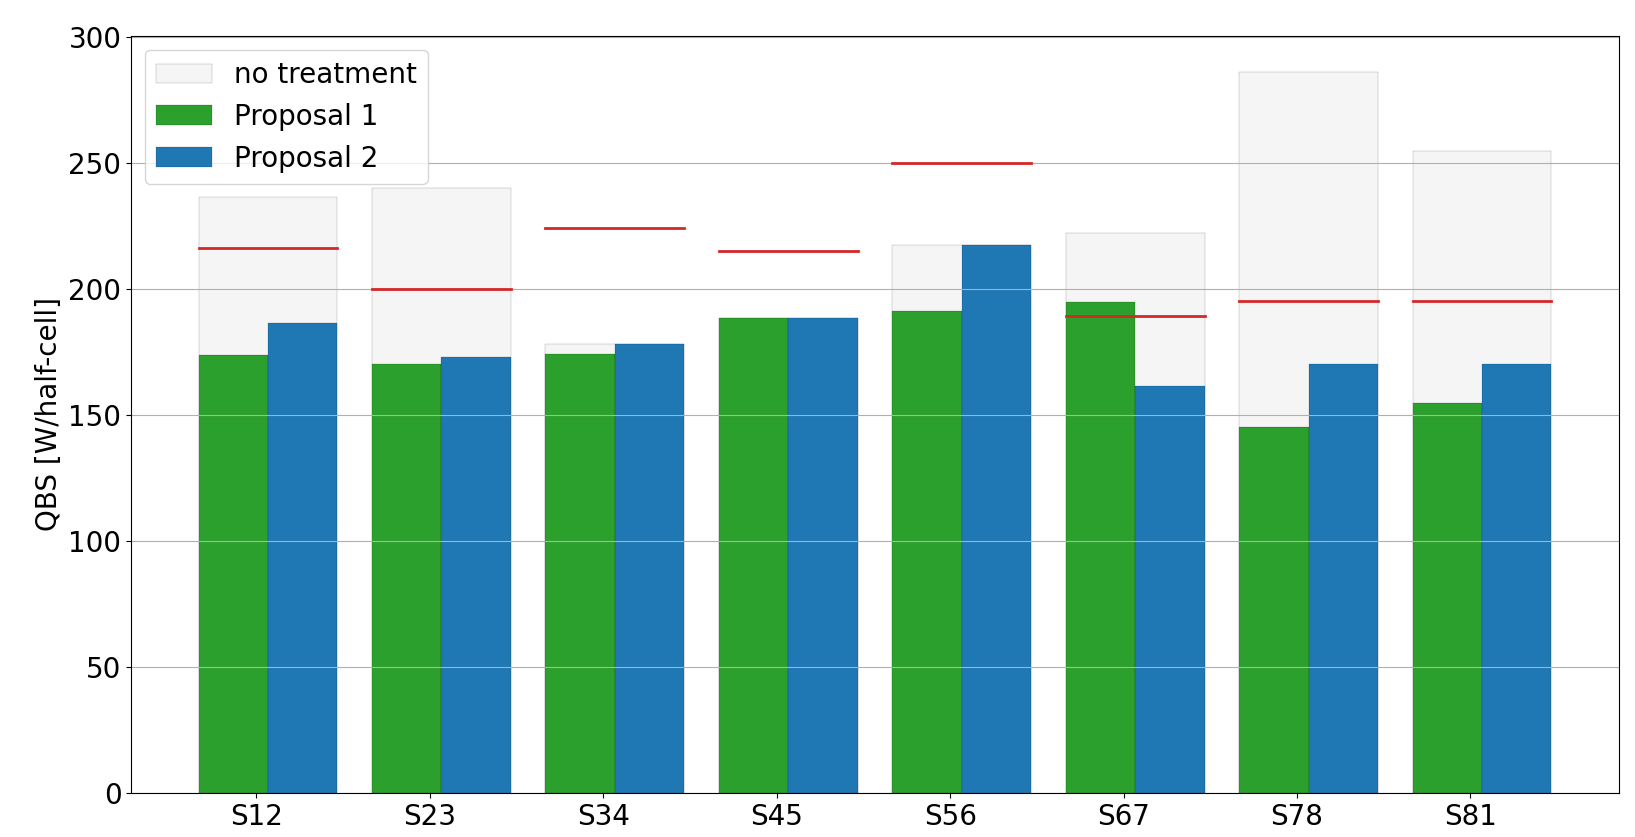 no treatment
Proposal 1
Proposal 2
QBS [W/half-cell]
300
250
200
150
100
50
0
S12 S23 S34 S45 S56 S67 S78 S81